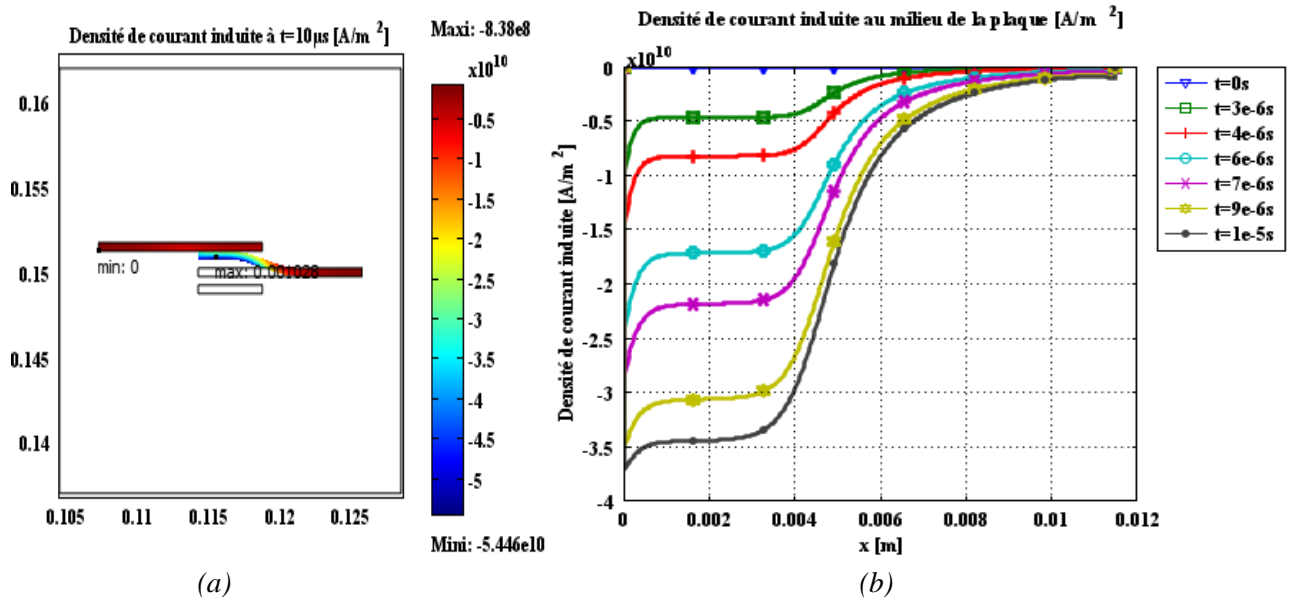 Densité de courant induite à t=10µs [A/m ²]
Maxi: -8.38e8
x10¹⁰
0.16
0.155
0.15
0.145
0.14
0.105
0.11
0.115
0.12
0.125
min: 0
max: 0.001028
-0.5
-1
-1.5
-2
-2.5
-3
-3.5
-4
-4.5
-5
Mini: -5.446e10
(a)
Densité de courant induite au milieu de la plaque [A/m ²]
x10¹⁰
Densité de courant induite [A/m ²]
0
-0.5
-1
-1.5
-2
-2.5
-3
-3.5
-4
0
0.002
0.004
0.006
0.008
0.01
0.012
x [m]
t=0s
t=3e-6s
t=4e-6s
t=6e-6s
t=7e-6s
t=9e-6s
t=1e-5s
(b)